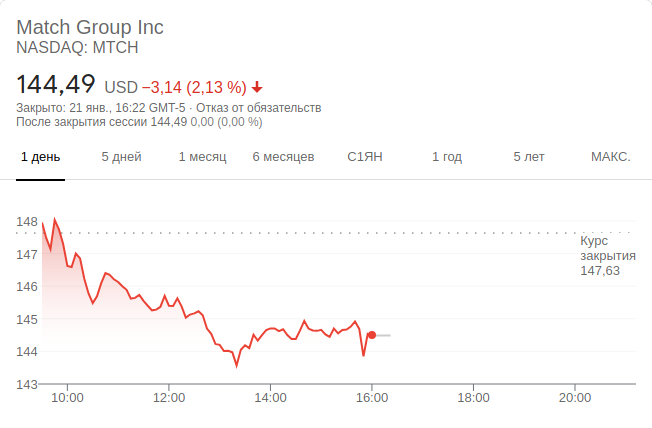 Match Group Inc
NASDAQ: MTCH
144,49 USD −3,14 (2,13 %)
Закрыто: 21 янв., 16:22 GMT-5 · Отказ от обязательств
После закрытия сессии 144,49 0,00 (0,00 %)
1 день 5 дней 1 месяц 6 месяцев С1ЯН 1 год 5 лет МАКС.
148
Курс
закрытия
147,63
147
146
145
144
143
10:00 12:00 14:00 16:00 18:00 20:00